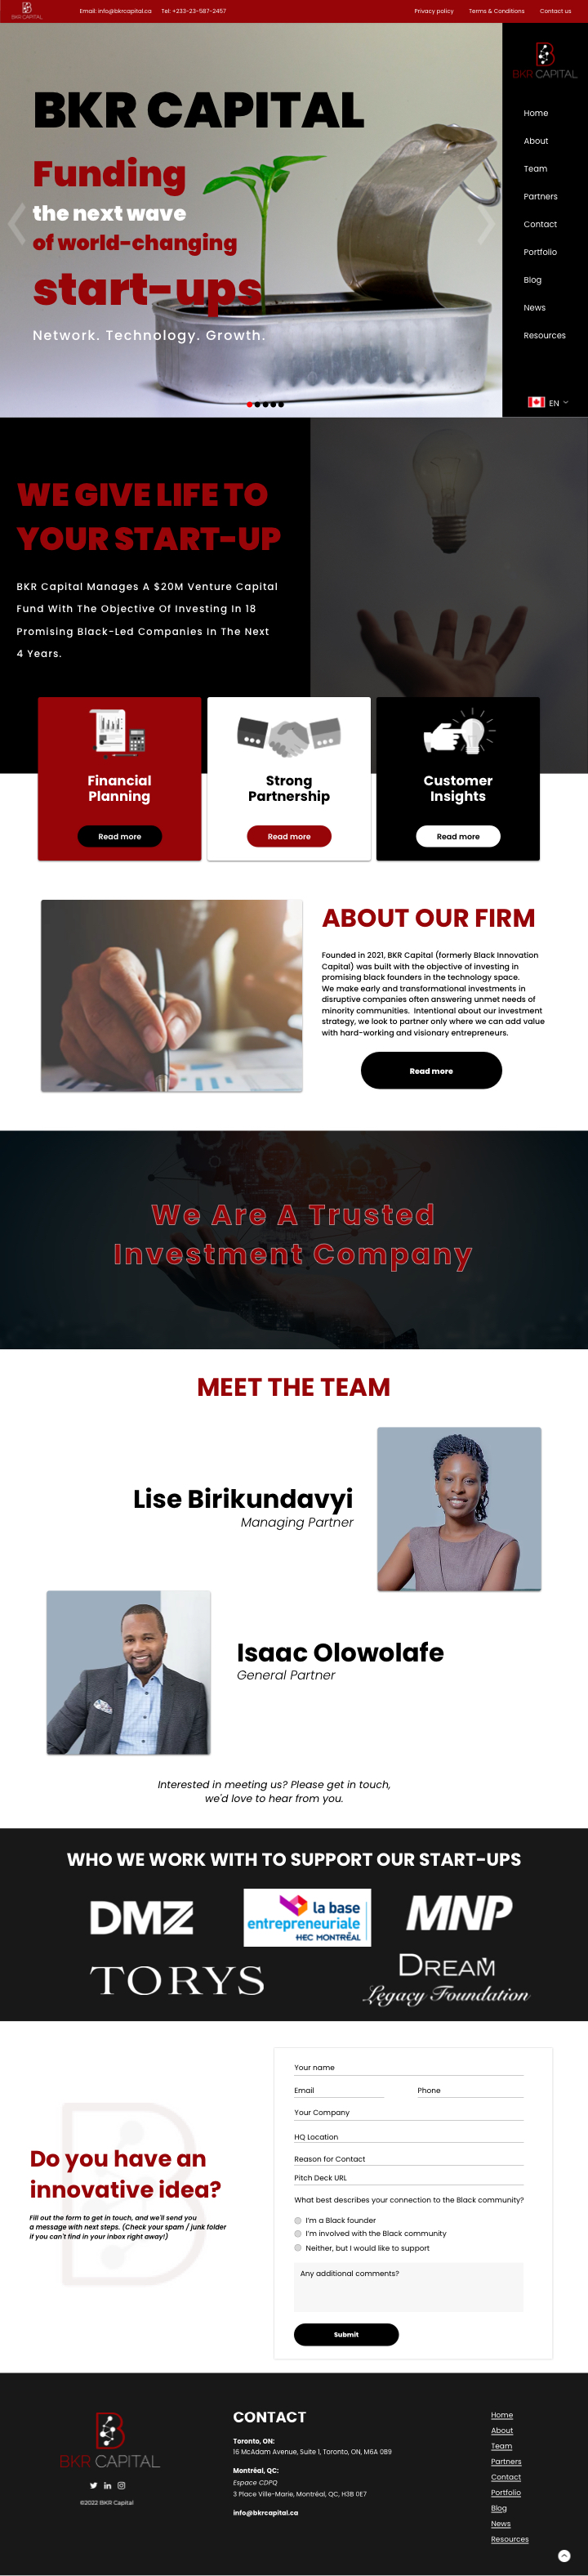 BKR CAPITAL
Email: info@bkrcapital.ca
Tel: +233-23-587-2457
Privacy policy
Terms & Conditions
Contact us
BKR CAPITAL
Funding
the next wave
of world-changing
start-ups
Network. Technology. Growth.
BKR CAPITAL
Home
About
Team
Partners
Contact
Portfolio
Blog
News
Resources
EN
WE GIVE LIFE TO
YOUR START-UP
BKR Capital Manages A $20M Venture Capital
Fund With The Objective Of Investing In 18
Promising Black-Led Companies In The Next
4 Years.
Financial
Planning
Read more
Strong
Partnership
Read more
Customer
Insights
Read more
ABOUT OUR FIRM
Founded in 2021, BKR Capital (formerly Black Innovation
Capital) was built with the objective of investing in
promising black founders in the technology space.
We make early and transformational investments in
disruptive companies often answering unmet needs of
minority communities. Intentional about our investment
strategy, we look to partner only where we can add value
with hard-working and visionary entrepreneurs.
Read more
We Are A Trusted
Investment Company
MEET THE TEAM
Lise Birikundavyi
Managing Partner
Isaac Olowolafe
General Partner
Interested in meeting us? Please get in touch,
we'd love to hear from you.
WHO WE WORK WITH TO SUPPORT OUR START-UPS
DMZ
la base
entrepreneuriale
HEC MONTRÉAL
MNP
TORYS
DREAM
Legacy Foundation
Do you have an
innovative idea?
Fill out the form to get in touch, and we'll send you
a message with next steps. (Check your spam / junk folder
if you can't find in your inbox right away!)
Your name
Email
Phone
Your Company
HQ Location
Reason for Contact
Pitch Deck URL
What best describes your connection to the Black community?
I'm a Black founder
I'm involved with the Black community
Neither, but I would like to support
Any additional comments?
Submit
BKR CAPITAL
©2022 BKR Capital
CONTACT
Toronto, ON:
16 McAdam Avenue, Suite 1, Toronto, ON, M6A 0B9
Montréal, QC:
Espace CDPQ
3 Place Ville-Marie, Montréal, QC, H3B 0E7
info@bkrcapital.ca
Home
About
Team
Partners
Contact
Portfolio
Blog
News
Resources